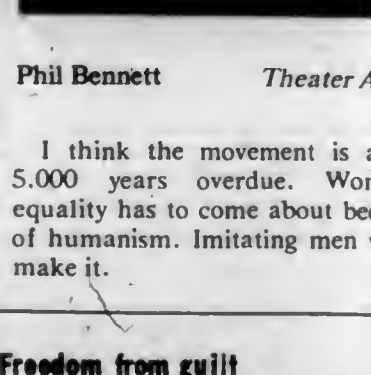 Phil Bennett Theater A
I think the movement is a
5.000 years overdue. Wor
equality has to come about bec
of humanism. Imitating men w
make it.
Freedom from guilt